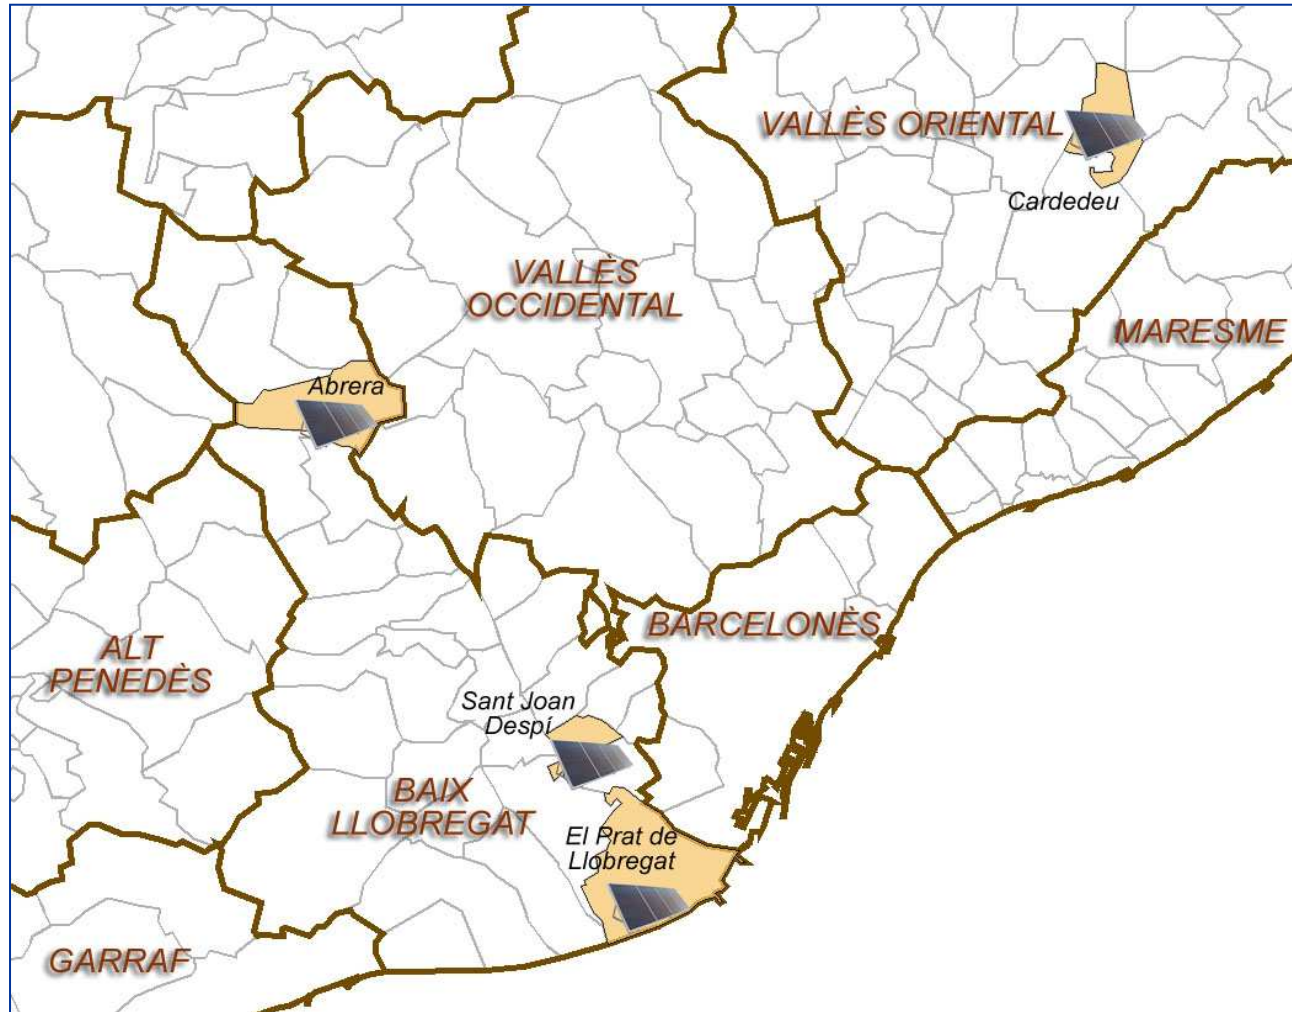 VALLÈS ORIENTAL
Cardedeu
VALLÈS
OCCIDENTAL
MARESME
Abrera
BARCELONÈS
ALT
PENEDÈS
Sant Joan
Despí
BAIX
LLOBREGAT
El Prat de
Llobregat
GARRAF